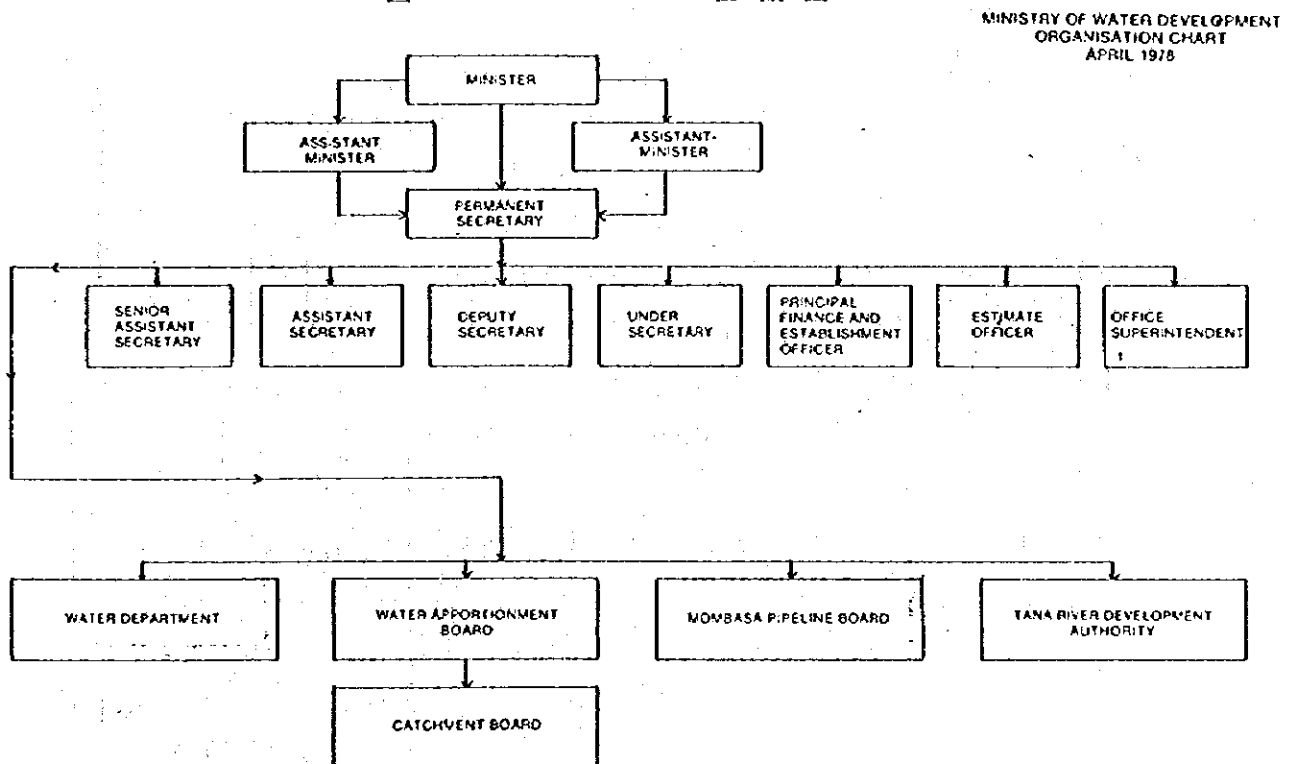 MINISTRY OF WATER DEVELOPMENT
ORGANISATION CHART
APRIL 1978
MINISTER
ASSISTANT
MINISTER
ASSISTANT-
MINISTER
PERMANENT
SECRETARY
SENIOR
ASSISTANT
SECRETARY
ASSISTANT
SECRETARY
DEPUTY
SECRETARY
UNDER
SECRETARY
PRINCIPAL
FINANCE AND
ESTABLISHMENT
OFFICER
ESTIMATE
OFFICER
OFFICE
SUPERINTENDENT
WATER DEPARTMENT
WATER APPORTIONMENT
BOARD
MOMBASA PIPELINE BOARD
TANA RIVER DEVELOPMENT
AUTHORITY
CATCHMENT BOARD